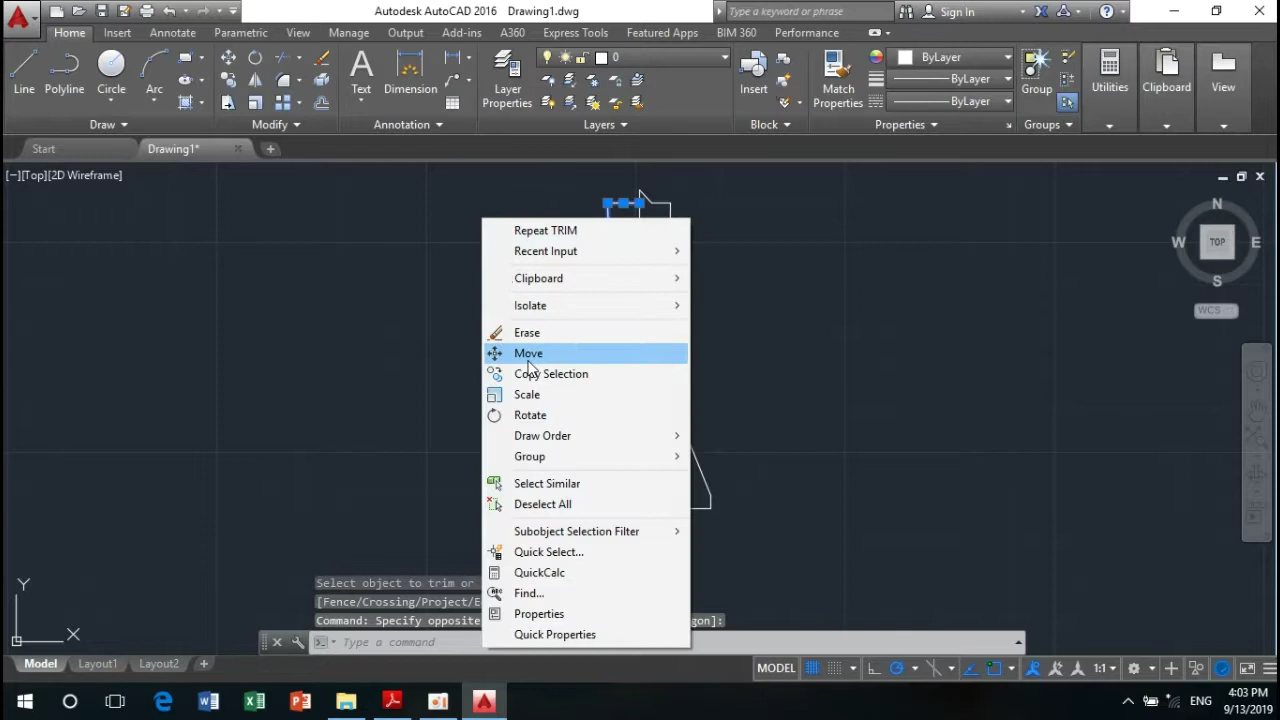 Autodesk AutoCAD 2016 Drawing1.dwg
Type a keyword or phrase
Sign In
Home Insert Annotate Parametric View Manage Output Add-ins A360 Express Tools Featured Apps BIM 360 Performance
0
ByLayer
ByLayer
ByLayer
Line Polyline Circle Arc
Text Dimension
Layer
Properties
Insert
Match
Properties
Group
Utilities
Clipboard
View
Draw Modify Annotation Layers Block Properties Groups
Start Drawing1*
[−][Top][2D Wireframe]
N
W TOP E
S
WCS
Repeat TRIM
Recent Input
Clipboard
Isolate
Erase
Move
Copy Selection
Scale
Rotate
Draw Order
Group
Select Similar
Deselect All
Subobject Selection Filter
Quick Select...
QuickCalc
Find...
Properties
Quick Properties
Select object to trim or
[Fence/Crossing/Project/E
Command: Specify opposite
gon]:
Type a command
Y
X
Model Layout1 Layout2
MODEL
1:1
ENG
4:03 PM
9/13/2019